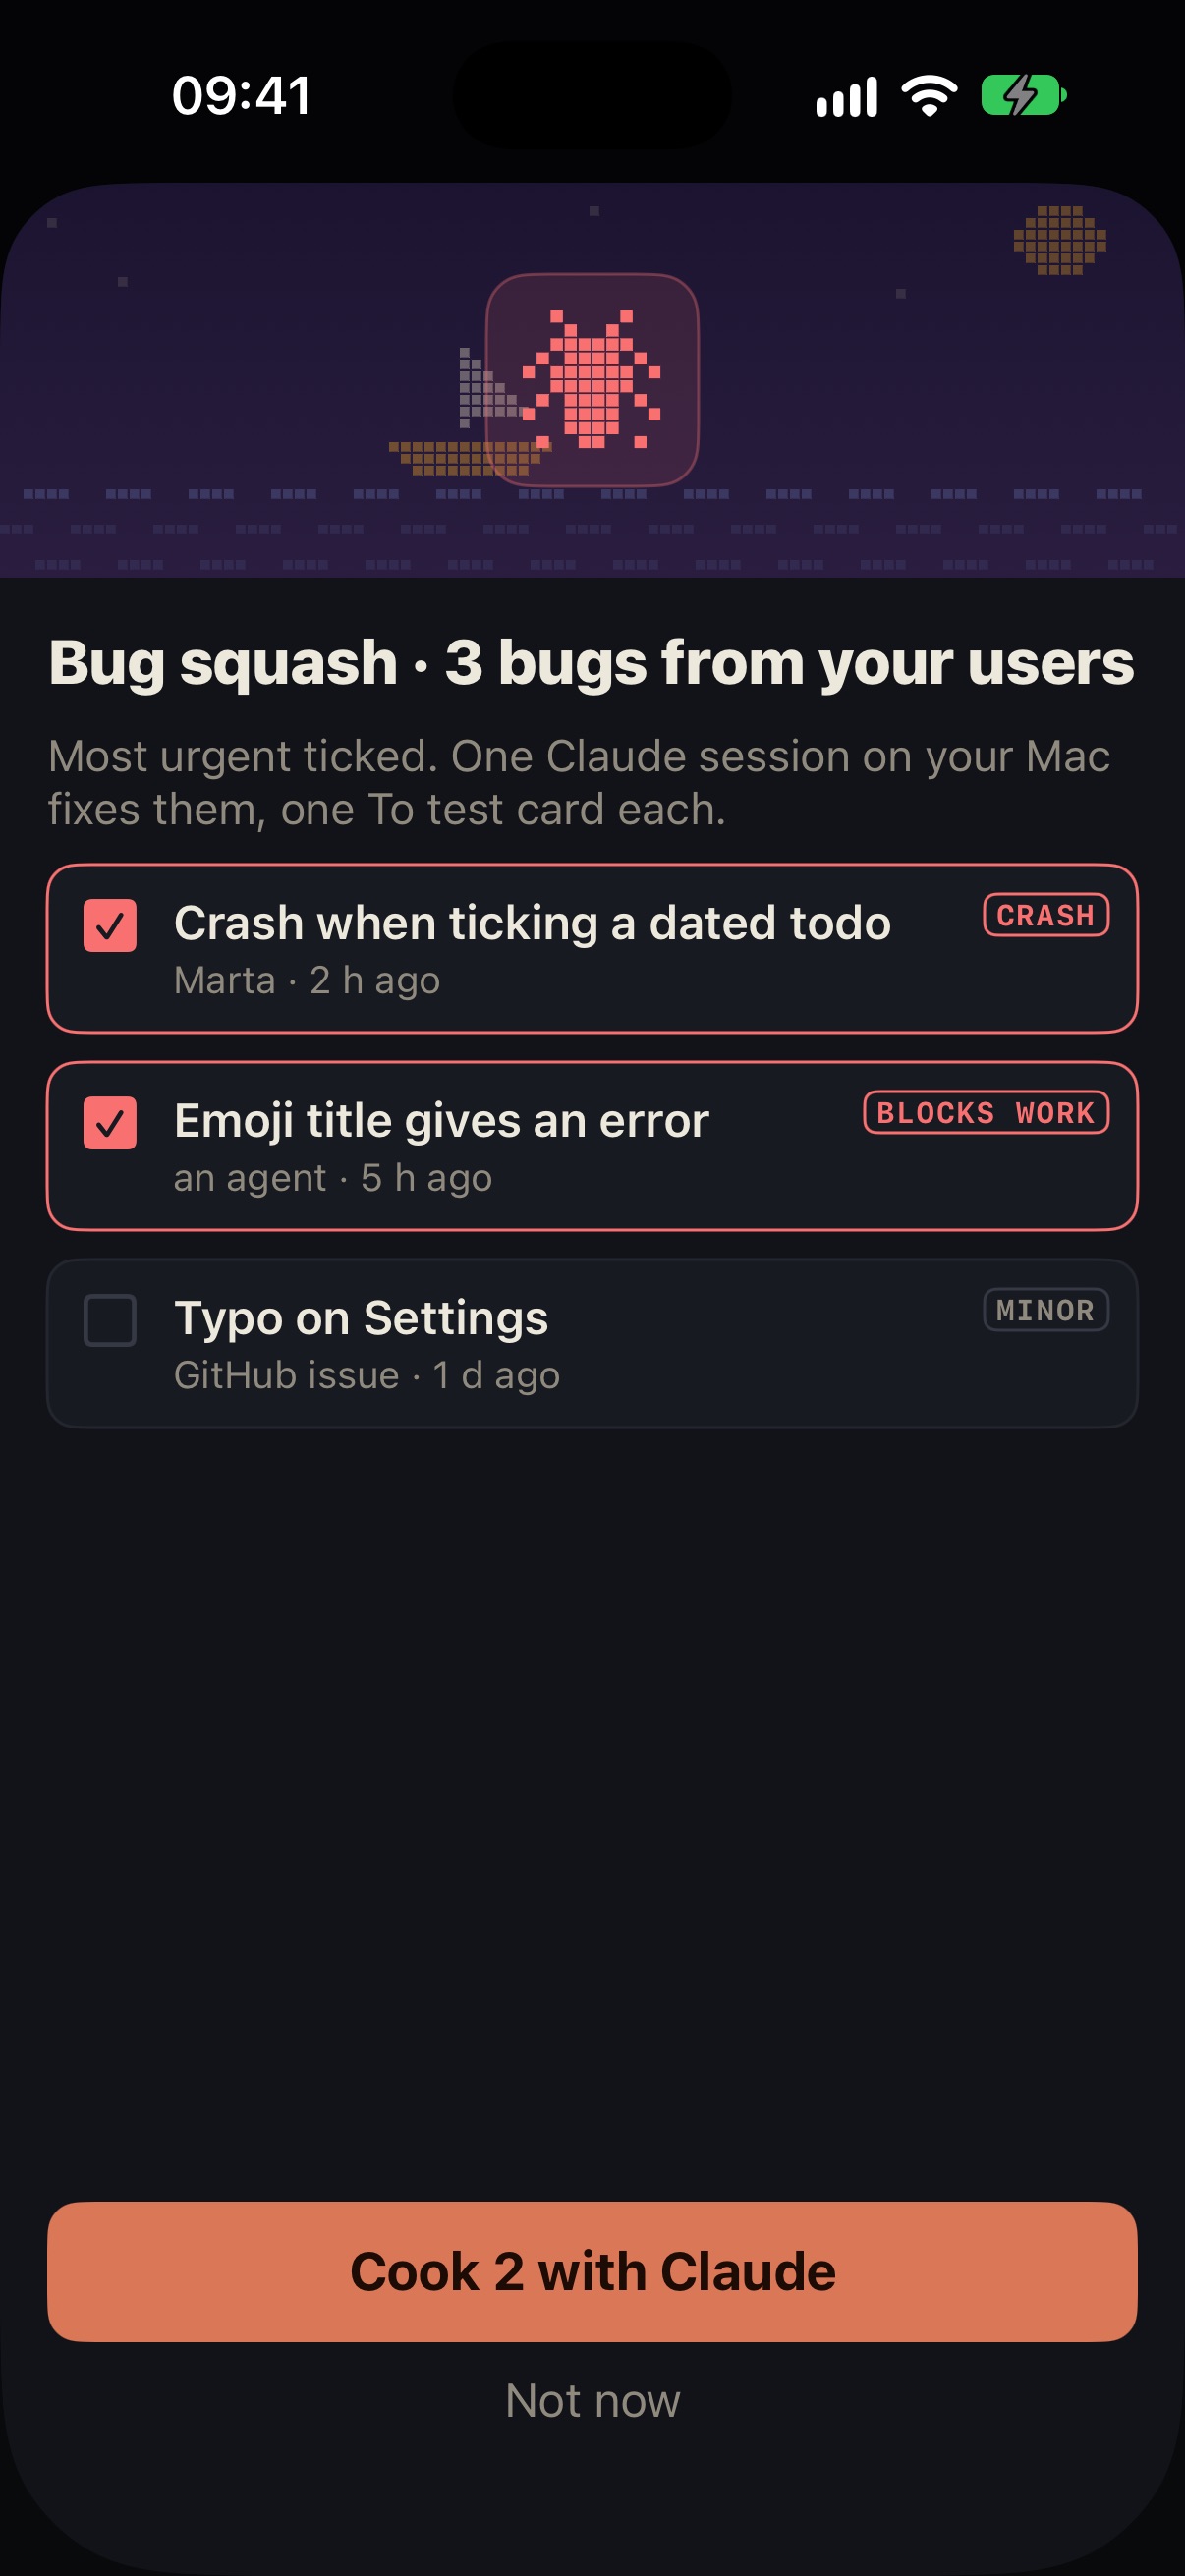 09:41
Bug squash · 3 bugs from your users
Most urgent ticked. One Claude session on your Mac
fixes them, one To test card each.
Crash when ticking a dated todo
CRASH
Marta · 2 h ago
Emoji title gives an error
BLOCKS WORK
an agent · 5 h ago
Typo on Settings
MINOR
GitHub issue · 1 d ago
Cook 2 with Claude
Not now